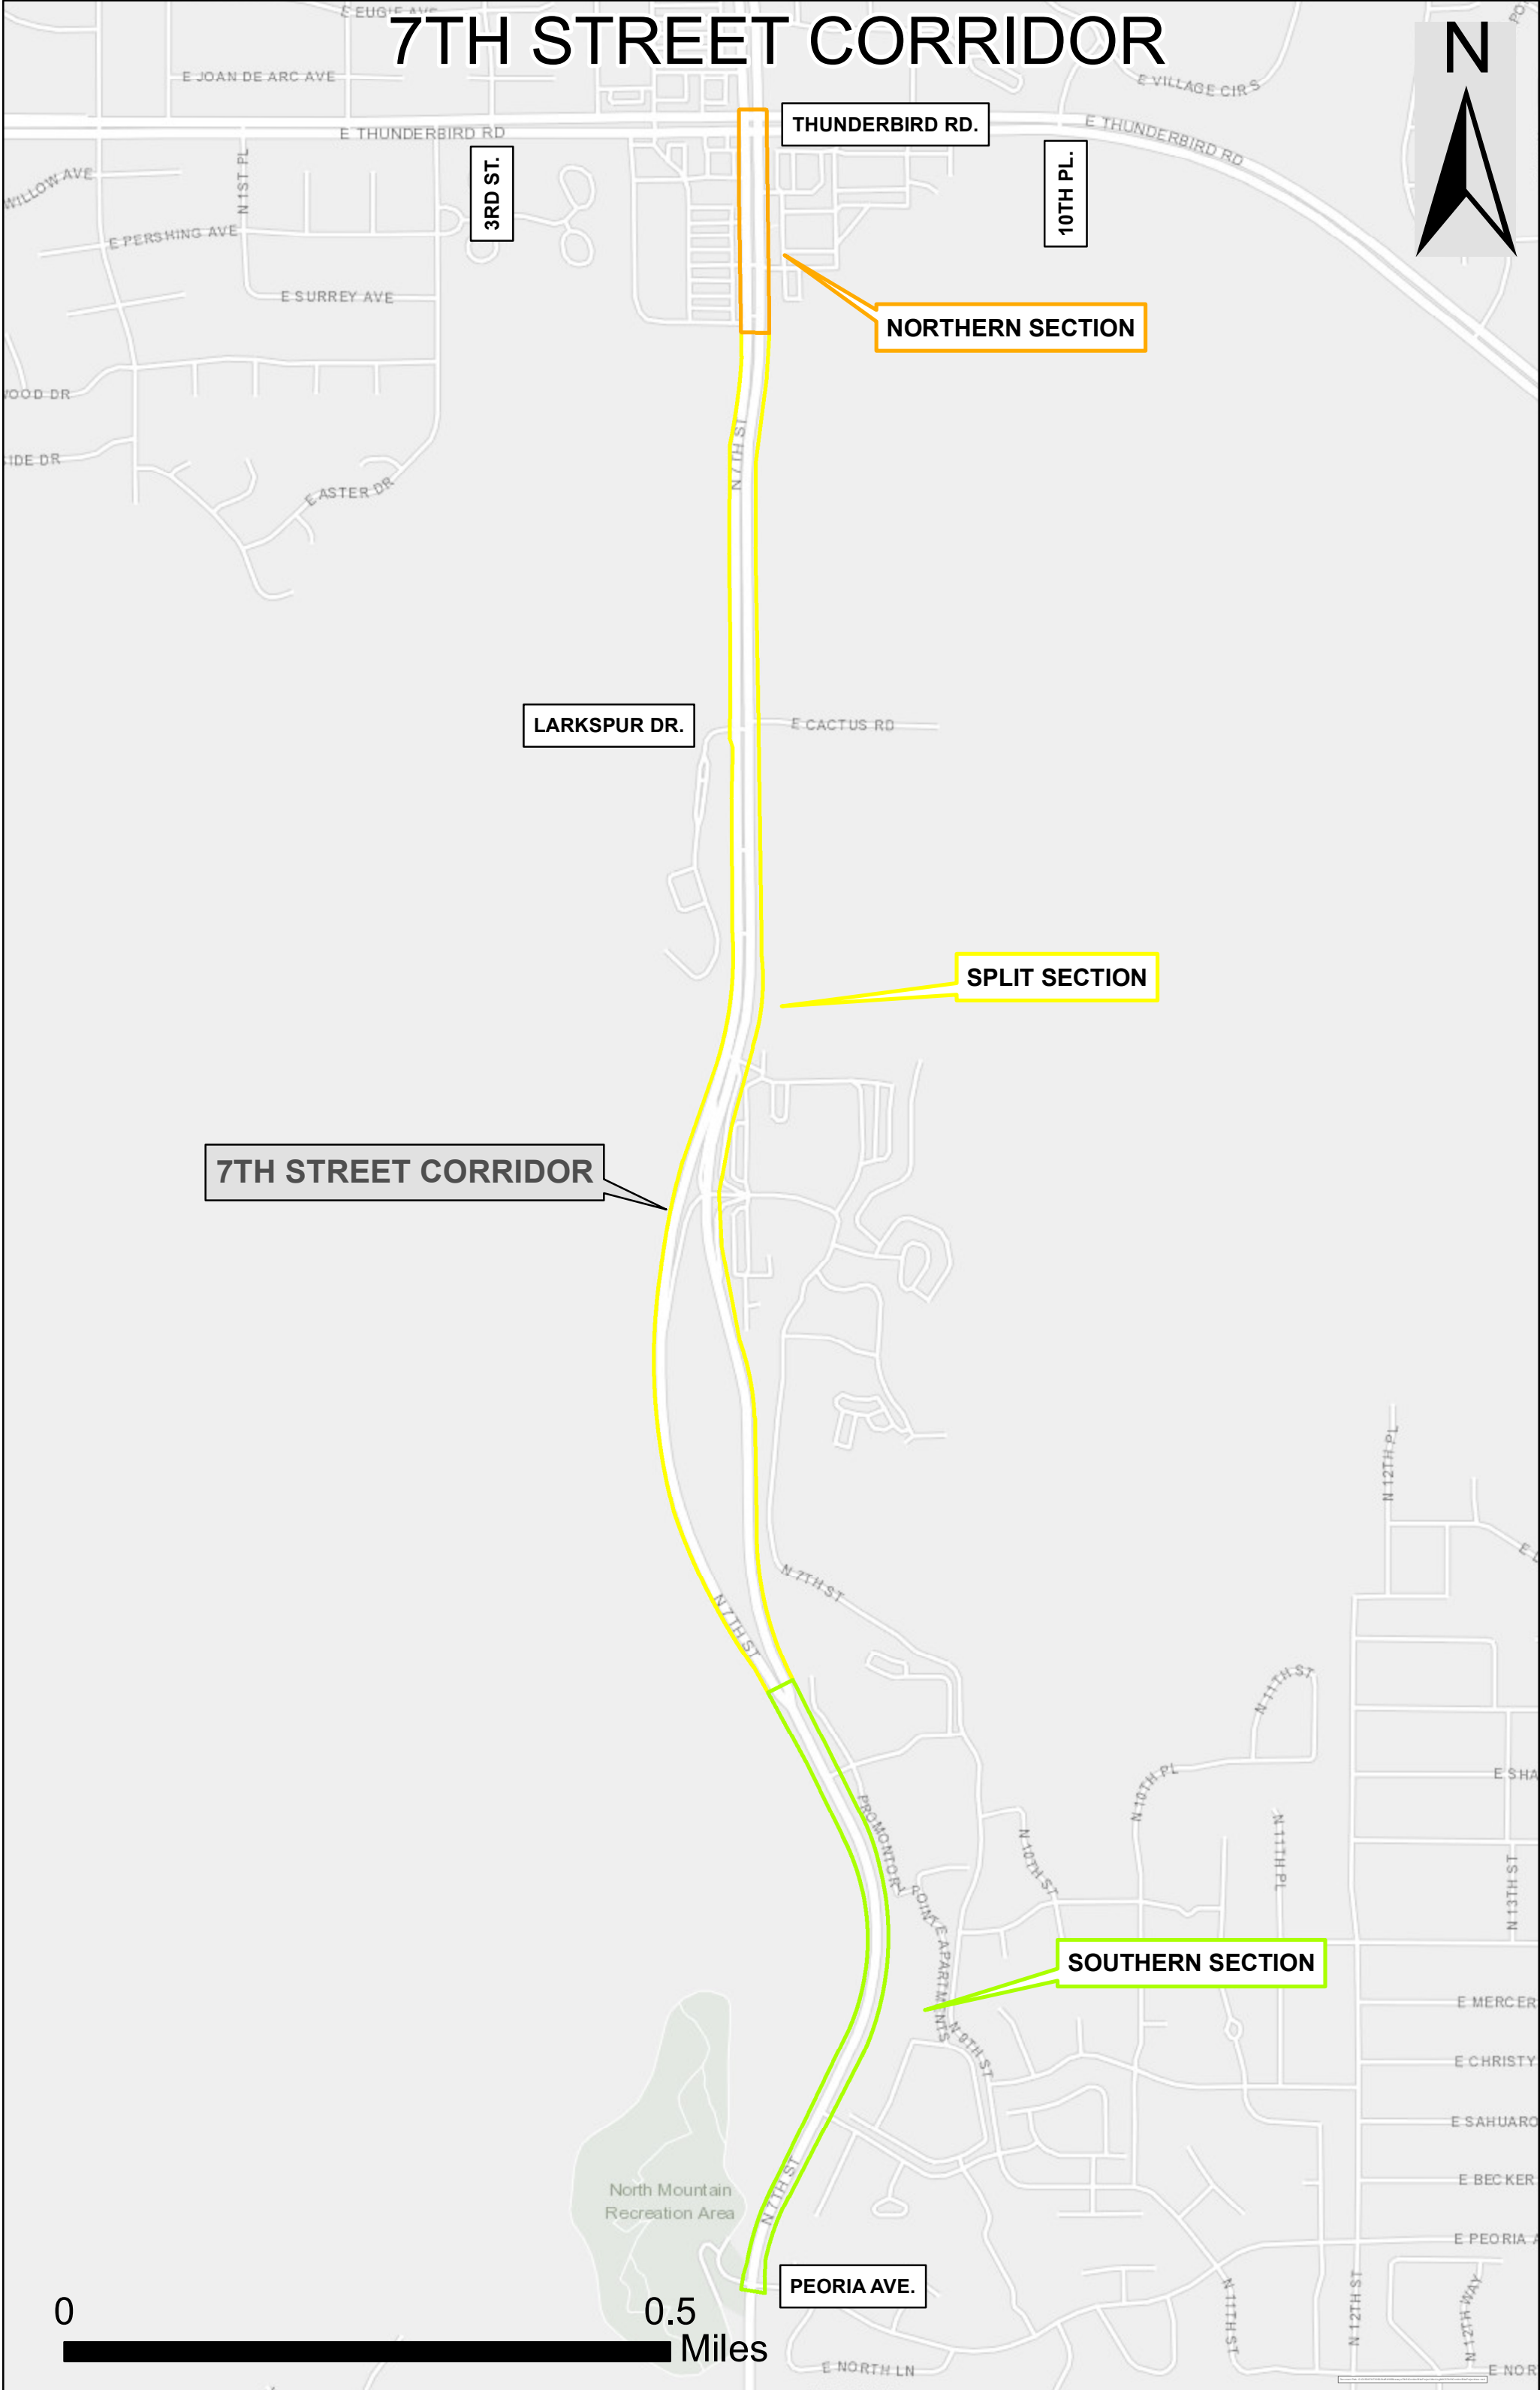 E EUGIE AVE
7TH STREET CORRIDOR
N
E JOAN DE ARC AVE
E VILLAGE CIR S
THUNDERBIRD RD.
E THUNDERBIRD RD
E THUNDERBIRD RD
3RD ST.
10TH PL.
WILLOW AVE
N 1ST PL
E PERSHING AVE
E SURREY AVE
NORTHERN SECTION
WOOD DR
N 7TH ST
SIDE DR
E ASTER DR
LARKSPUR DR.
E CACTUS RD
SPLIT SECTION
7TH STREET CORRIDOR
N 12TH PL
N 7TH ST
N 7TH ST
N 11TH ST
N 10TH PL
E SHA
PROMONTORY POINTE APARTMENTS
N 10TH ST
N 11TH PL
N 13TH ST
SOUTHERN SECTION
E MERCER
N 9TH ST
E CHRISTY
E SAHUARO
E BECKER
North Mountain
Recreation Area
N 7TH ST
E PEORIA A
PEORIA AVE.
N 11TH ST
N 12TH ST
N 12TH WAY
0
0.5
Miles
E NORTH LN
E NOR